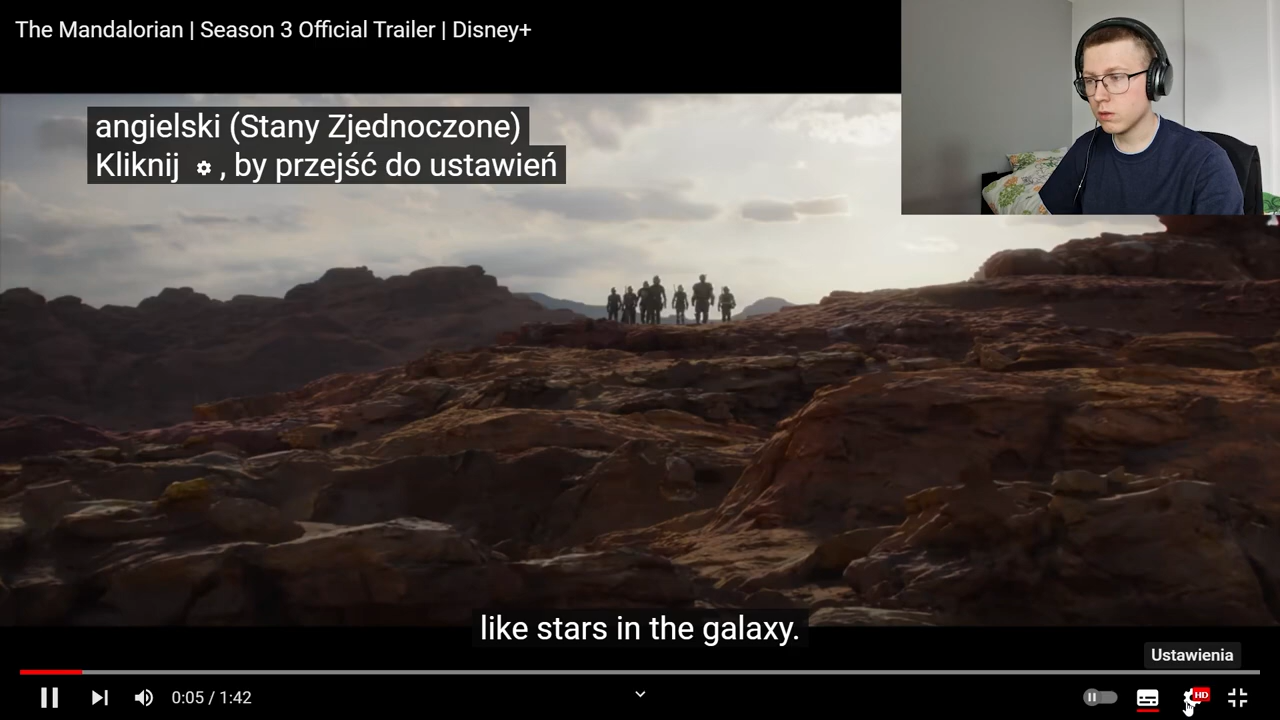 The Mandalorian | Season 3 Official Trailer | Disney+
angielski (Stany Zjednoczone)
Kliknij , by przejść do ustawień
like stars in the galaxy.
Ustawienia
0:05 / 1:42
HD